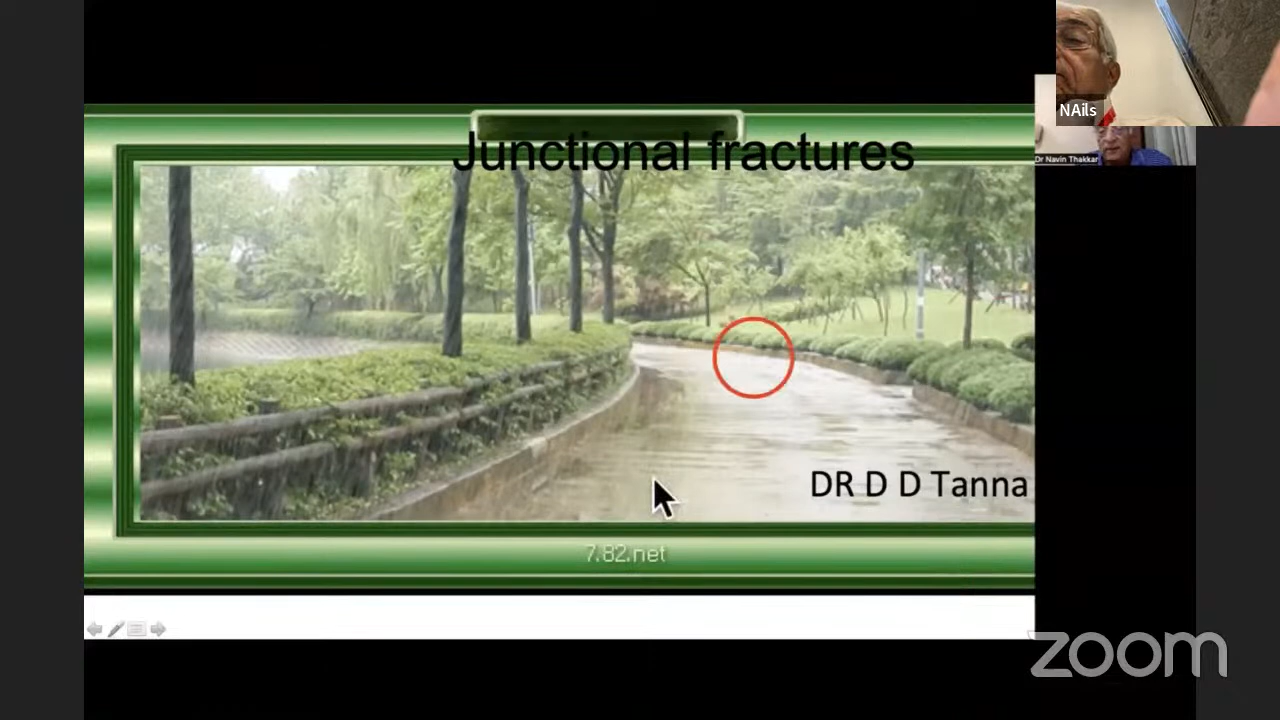 Junctional fractures
DR D D Tanna
7.82.net
NAils
Dr Navin Thakkar
zoom